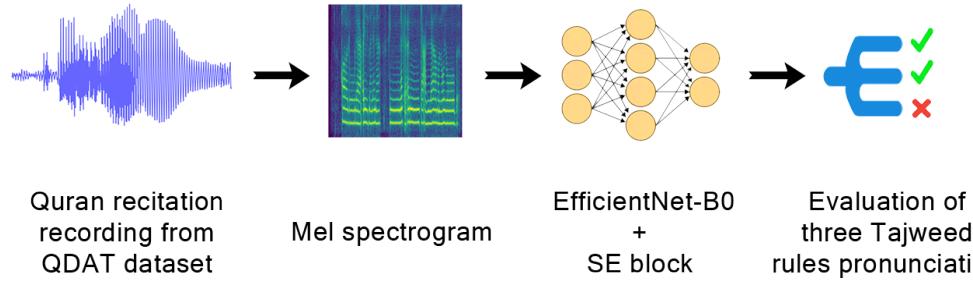 Quran recitation
recording from
QDAT dataset
Mel spectrogram
EfficientNet-B0
+
SE block
Evaluation of
three Tajweed
rules pronunciati